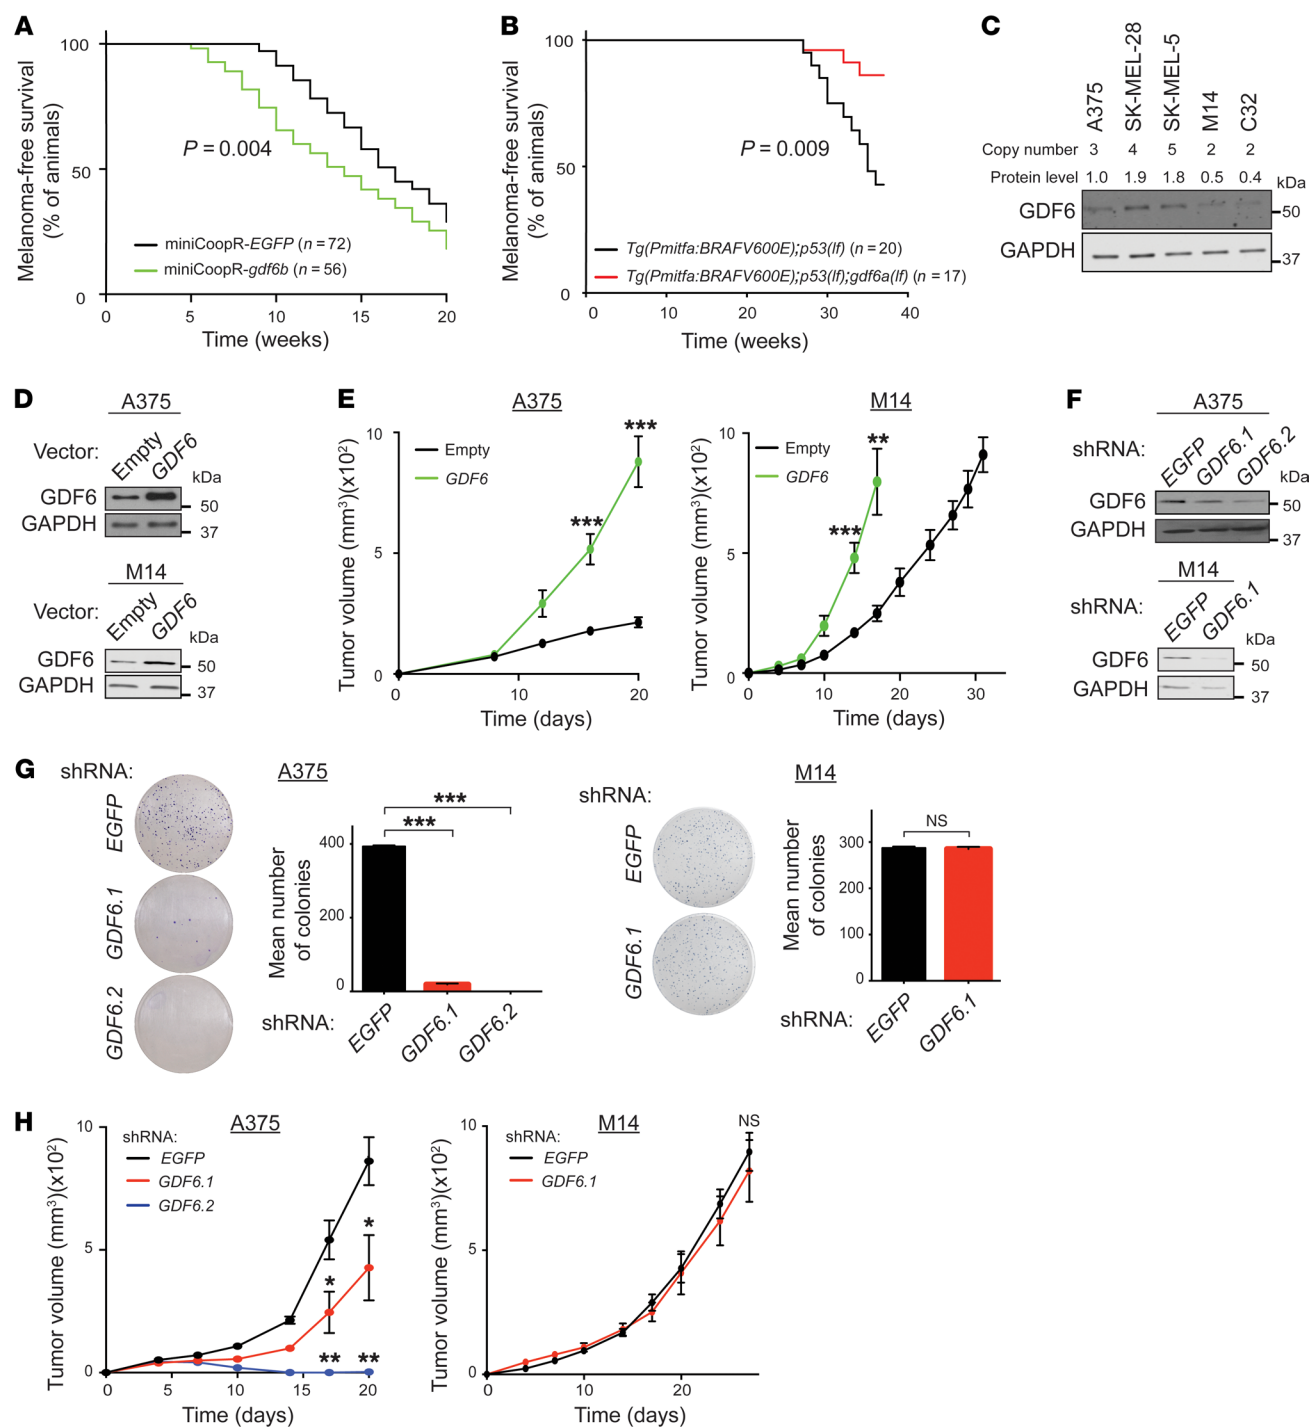 A
Melanoma-free survival
(% of animals)
100
50
0
P = 0.004
miniCoopR-EGFP (n = 72)
miniCoopR-gdf6b (n = 56)
0 5 10 15 20
Time (weeks)
B
Melanoma-free survival
(% of animals)
100
50
0
P = 0.009
Tg(Pmitfa:BRAFV600E);p53(lf) (n = 20)
Tg(Pmitfa:BRAFV600E);p53(lf);gdf6a(lf) (n = 17)
0 10 20 30 40
Time (weeks)
C
A375 SK-MEL-28 SK-MEL-5 M14 C32
Copy number 3 4 5 2 2
Protein level 1.0 1.9 1.8 0.5 0.4 kDa
GDF6 50
GAPDH 37
D
A375
Vector: Empty GDF6
kDa
GDF6 50
GAPDH 37
M14
Vector: Empty GDF6
kDa
GDF6 50
GAPDH 37
E
A375
Tumor volume (mm³)(x10²)
10
5
0
Empty
GDF6
***
***
0 10 20
Time (days)
M14
Tumor volume (mm³)(x10²)
10
5
0
Empty
GDF6
**
***
0 10 20 30
Time (days)
F
A375
shRNA: EGFP GDF6.1 GDF6.2
kDa
GDF6 50
GAPDH 37
M14
shRNA: EGFP GDF6.1
kDa
GDF6 50
GAPDH 37
G
shRNA:
EGFP
GDF6.1
GDF6.2
A375
Mean number
of colonies
400
200
0
***
***
shRNA: EGFP GDF6.1 GDF6.2
M14
shRNA:
EGFP
GDF6.1
Mean number
of colonies
300
200
100
0
NS
shRNA: EGFP GDF6.1
H
A375
Tumor volume (mm³)(x10²)
10
5
0
shRNA:
EGFP
GDF6.1
GDF6.2
*
*
** **
0 5 10 15 20
Time (days)
M14
Tumor volume (mm³)(x10²)
10
5
0
shRNA:
EGFP
GDF6.1
NS
0 20
Time (days)